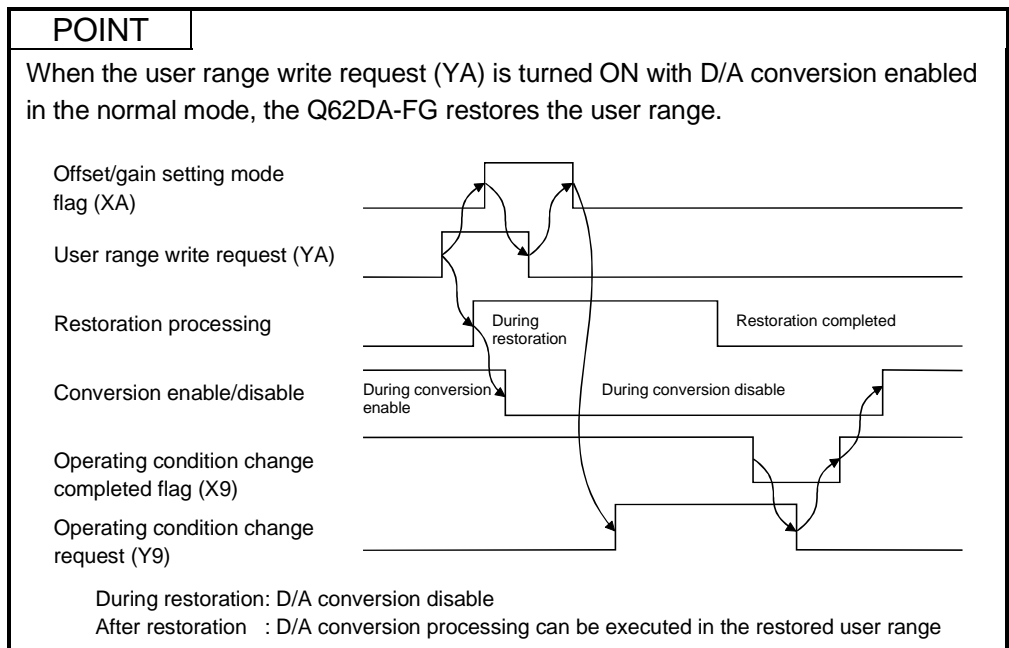 POINT
When the user range write request (YA) is turned ON with D/A conversion enabled
in the normal mode, the Q62DA-FG restores the user range.
Offset/gain setting mode
flag (XA)
User range write request (YA)
Restoration processing
During
restoration
Restoration completed
Conversion enable/disable
During conversion
enable
During conversion disable
Operating condition change
completed flag (X9)
Operating condition change
request (Y9)
During restoration: D/A conversion disable
After restoration : D/A conversion processing can be executed in the restored user range